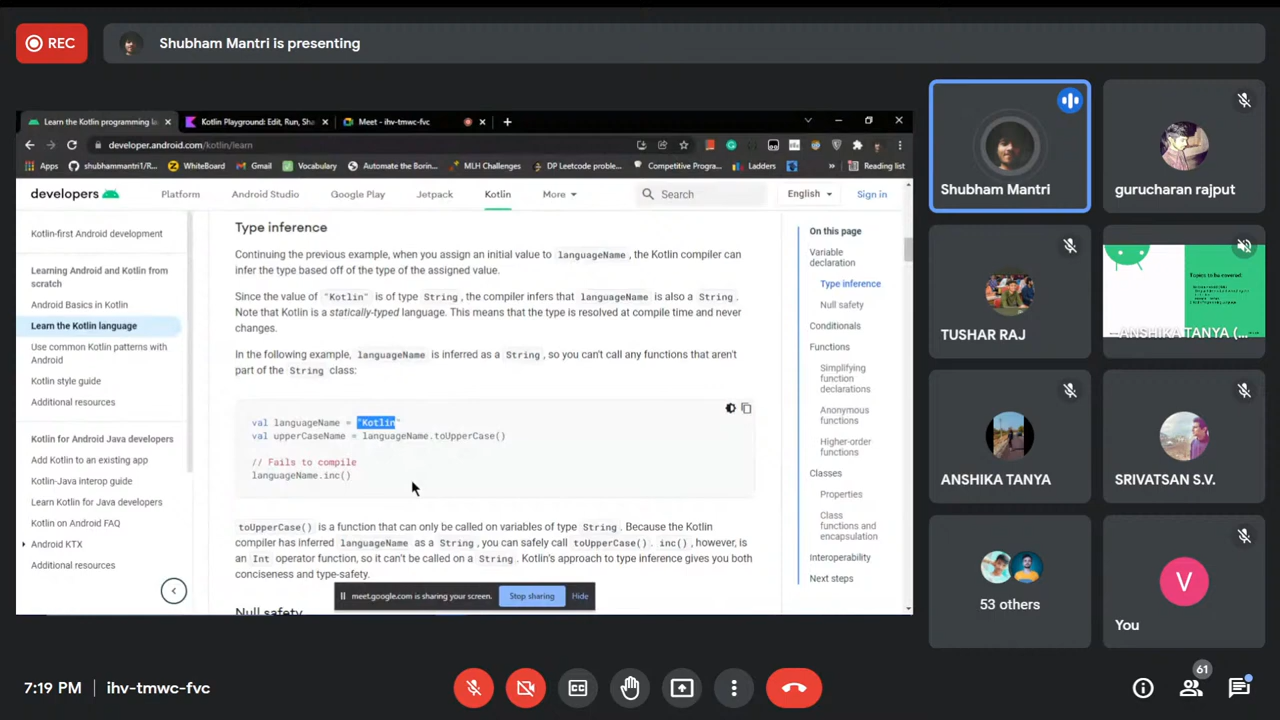 REC
Shubham Mantri is presenting
Learn the Kotlin programming la
Kotlin Playground: Edit, Run, Sha
Meet - ihv-tmwc-fvc
developer.android.com/kotlin/learn
Apps
shubhammantri1/R...
WhiteBoard
Gmail
Vocabulary
Automate the Borin...
MLH Challenges
DP Leetcode proble...
Competitive Progra...
Ladders
»
Reading list
developers
Platform
Android Studio
Google Play
Jetpack
Kotlin
More
Search
English
Sign in
Kotlin-first Android development
Learning Android and Kotlin from
scratch
Android Basics in Kotlin
Learn the Kotlin language
Use common Kotlin patterns with
Android
Kotlin style guide
Additional resources
Kotlin for Android Java developers
Add Kotlin to an existing app
Kotlin-Java interop guide
Learn Kotlin for Java developers
Kotlin on Android FAQ
Android KTX
Additional resources
Type inference
Continuing the previous example, when you assign an initial value to languageName, the Kotlin compiler can
infer the type based off of the type of the assigned value.
Since the value of "Kotlin" is of type String, the compiler infers that languageName is also a String.
Note that Kotlin is a statically-typed language. This means that the type is resolved at compile time and never
changes.
In the following example, languageName is inferred as a String, so you can't call any functions that aren't
part of the String class:
val languageName = "Kotlin"
val upperCaseName = languageName.toUpperCase()
// Fails to compile
languageName.inc()
toUpperCase() is a function that can only be called on variables of type String. Because the Kotlin
compiler has inferred languageName as a String, you can safely call toUpperCase(). inc(), however, is
an Int operator function, so it can't be called on a String. Kotlin's approach to type inference gives you both
conciseness and type-safety.
Null safety
meet.google.com is sharing your screen.
Stop sharing
Hide
On this page
Variable
declaration
Type inference
Null safety
Conditionals
Functions
Simplifying
function
declarations
Anonymous
functions
Higher-order
functions
Classes
Properties
Class
functions and
encapsulation
Interoperability
Next steps
Shubham Mantri
gurucharan rajput
TUSHAR RAJ
Topics to be covered
ANSHIKA TANYA (...
ANSHIKA TANYA
SRIVATSAN S.V.
53 others
V
You
7:19 PM
ihv-tmwc-fvc
CC
61